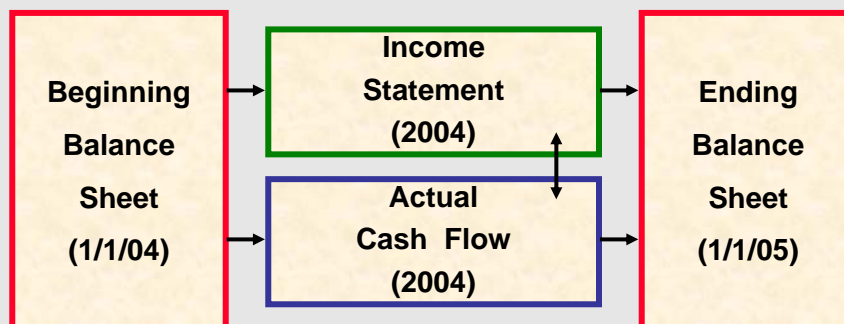 Beginning
Balance
Sheet
(1/1/04)
Income
Statement
(2004)
Actual
Cash Flow
(2004)
Ending
Balance
Sheet
(1/1/05)